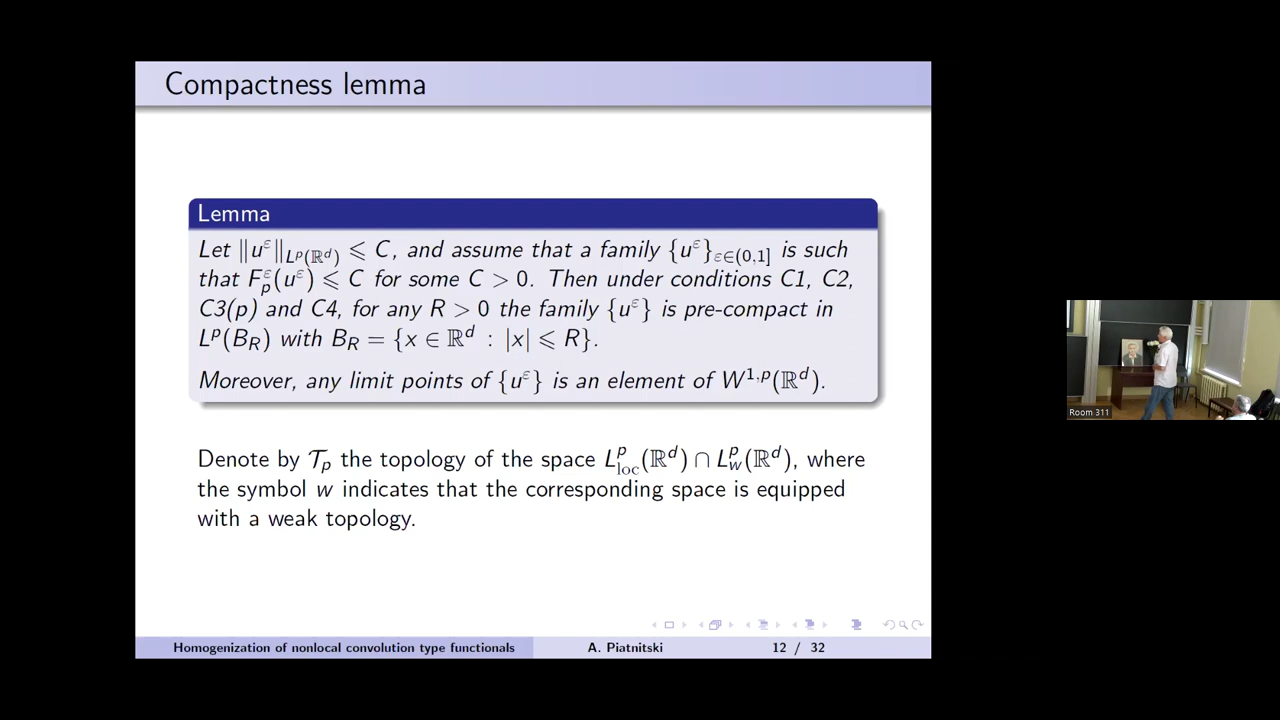 Compactness lemma
Lemma
Let ‖u^ε‖_{L^p(ℝ^d)} ⩽ C, and assume that a family {u^ε}_{ε∈(0,1]} is such
that F_p^ε(u^ε) ⩽ C for some C > 0. Then under conditions C1, C2,
C3(p) and C4, for any R > 0 the family {u^ε} is pre-compact in
L^p(B_R) with B_R = {x ∈ ℝ^d : |x| ⩽ R}.
Moreover, any limit points of {u^ε} is an element of W^{1,p}(ℝ^d).
Denote by 𝒯_p the topology of the space L^p_{loc}(ℝ^d) ∩ L^p_w(ℝ^d), where
the symbol w indicates that the corresponding space is equipped
with a weak topology.
Homogenization of nonlocal convolution type functionals A. Piatnitski 12 / 32
Room 311